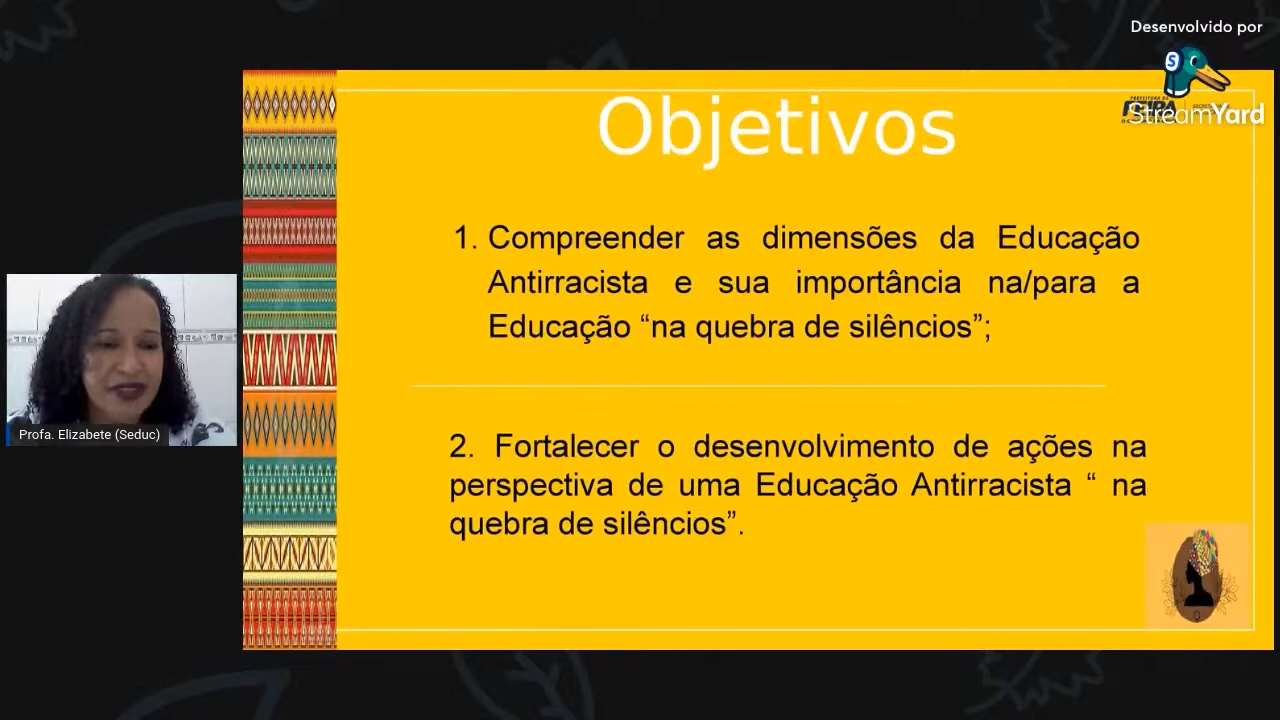 Desenvolvido por
StreamYard
Objetivos
1. Compreender as dimensões da Educação
Antirracista e sua importância na/para a
Educação “na quebra de silêncios”;
2. Fortalecer o desenvolvimento de ações na
perspectiva de uma Educação Antirracista “ na
quebra de silêncios”.
Profa. Elizabete (Seduc)